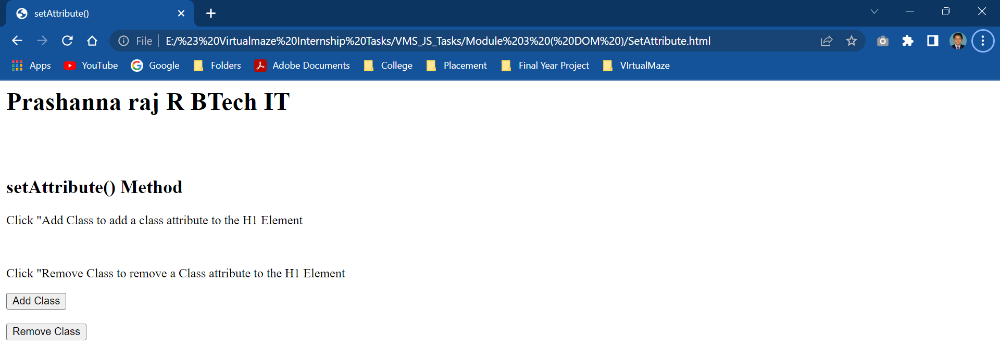 setAttribute()
File E:/%23%20Virtualmaze%20Internship%20Tasks/VMS_JS_Tasks/Module%203%20(%20DOM%20)/SetAttribute.html
Apps YouTube Google Folders Adobe Documents College Placement Final Year Project VIrtualMaze
Prashanna raj R BTech IT
setAttribute() Method
Click "Add Class to add a class attribute to the H1 Element
Click "Remove Class to remove a Class attribute to the H1 Element
Add Class
Remove Class